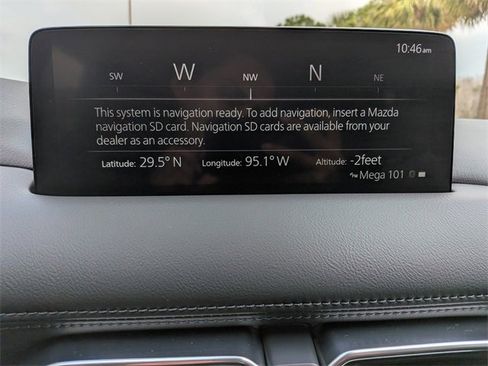 10:46am
SW W NW N NE
This system is navigation ready. To add navigation, insert a Mazda
navigation SD card. Navigation SD cards are available from your
dealer as an accessory.
Latitude: 29.5° N Longitude: 95.1° W Altitude: -2feet
Mega 101